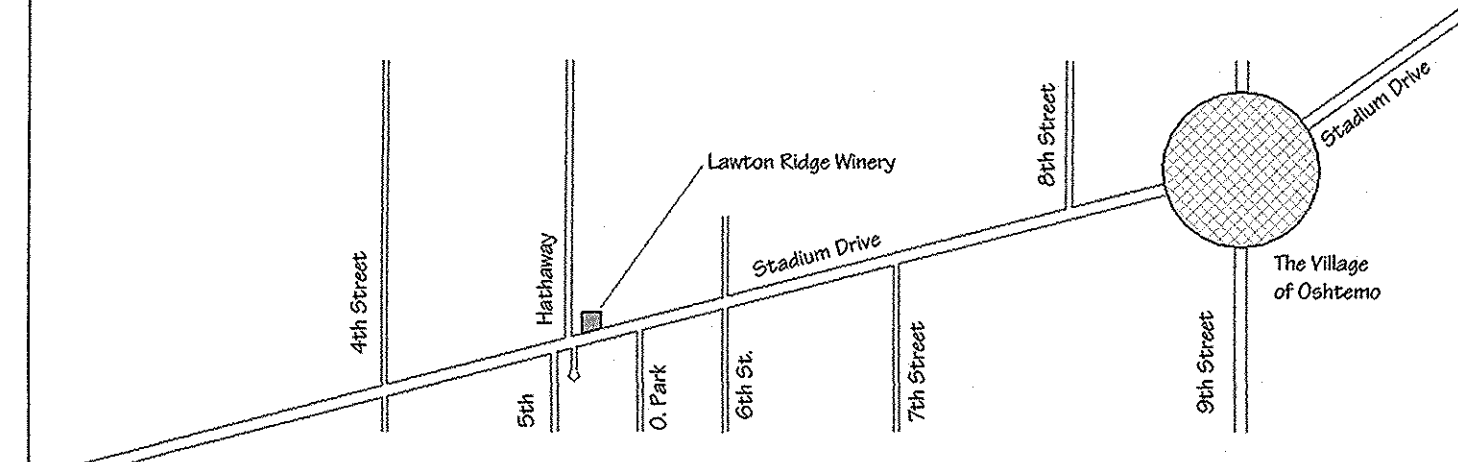 Stadium Drive
8th Street
Lawton Ridge Winery
Hathaway
Stadium Drive
4th Street
The Village
of Oshtemo
5th
O. Park
6th St.
7th Street
9th Street